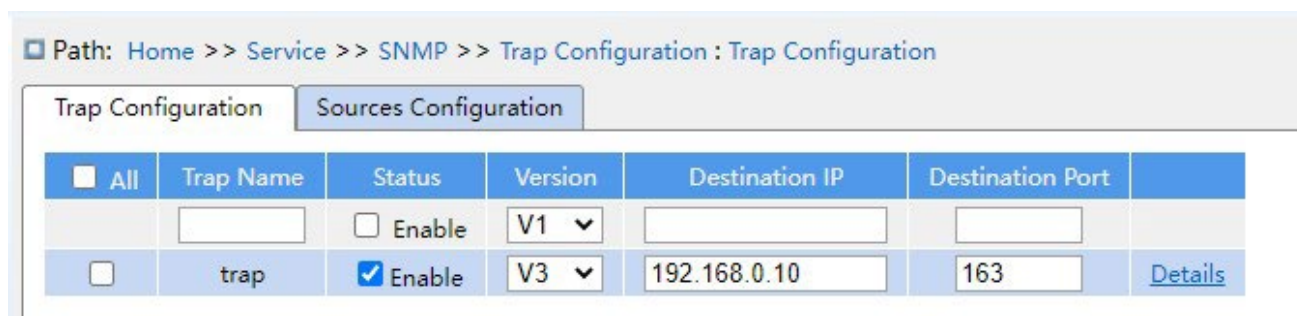 Path: Home >> Service >> SNMP >> Trap Configuration : Trap Configuration
Trap Configuration Sources Configuration
All Trap Name Status Version Destination IP Destination Port
Enable V1
trap Enable V3 192.168.0.10 163 Details